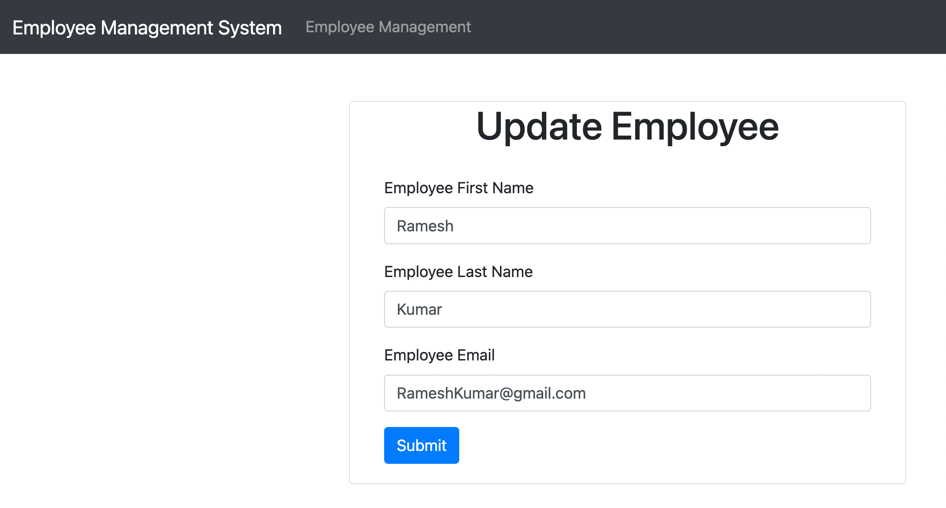 Employee Management System Employee Management
Update Employee
Employee First Name
Ramesh
Employee Last Name
Kumar
Employee Email
RameshKumar@gmail.com
Submit